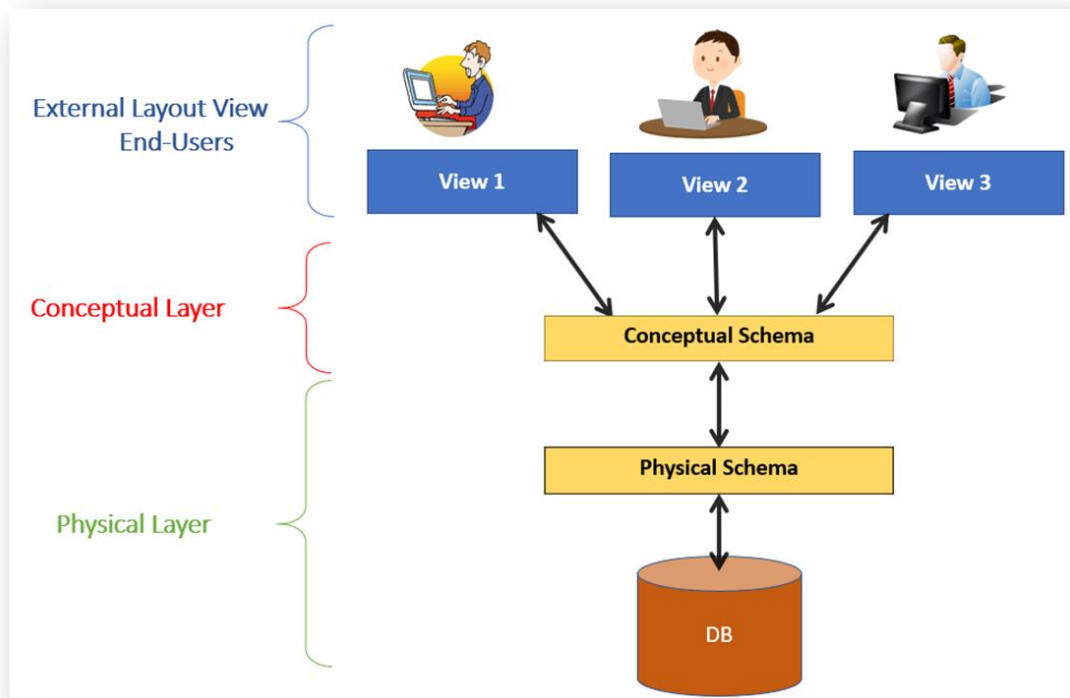 External Layout View
End-Users
View 1
View 2
View 3
Conceptual Layer
Conceptual Schema
Physical Schema
Physical Layer
DB